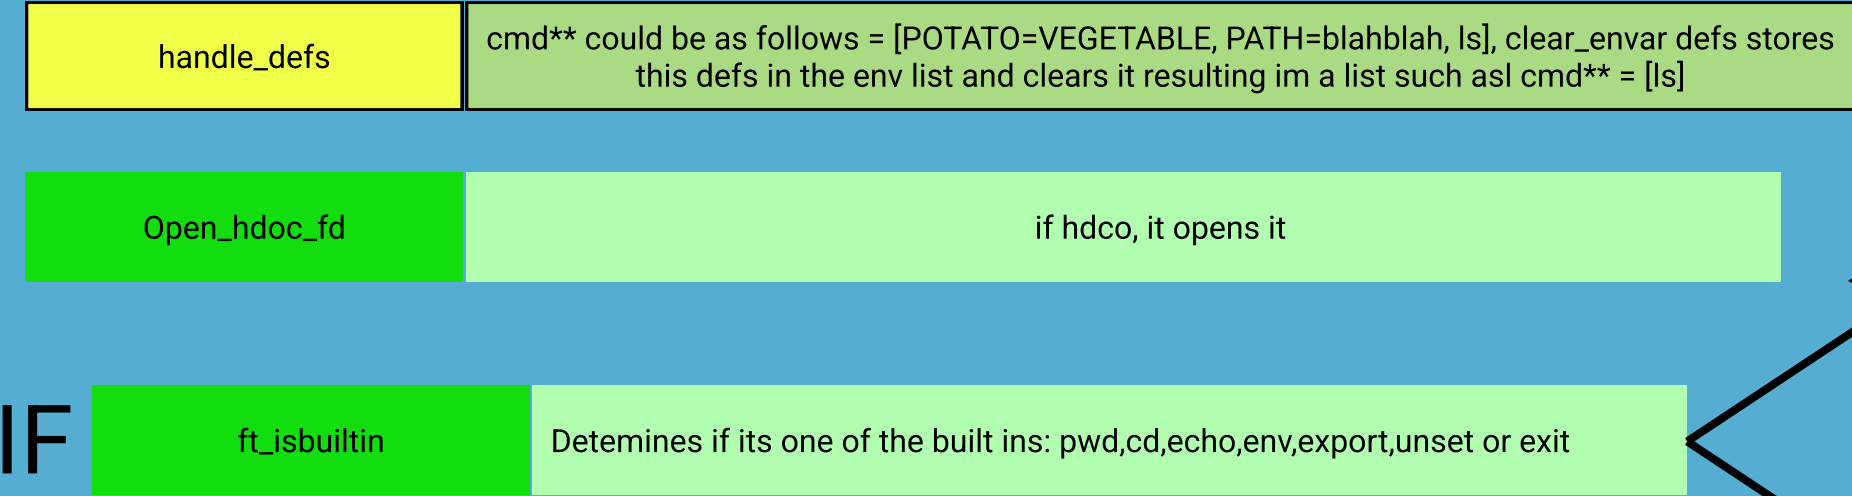 handle_defs
cmd** could be as follows = [POTATO=VEGETABLE, PATH=blahblah, ls], clear_envar defs stores
this defs in the env list and clears it resulting im a list such asl cmd** = [ls]
Open_hdoc_fd
if hdco, it opens it
IF
ft_isbuiltin
Detemines if its one of the built ins: pwd,cd,echo,env,export,unset or exit